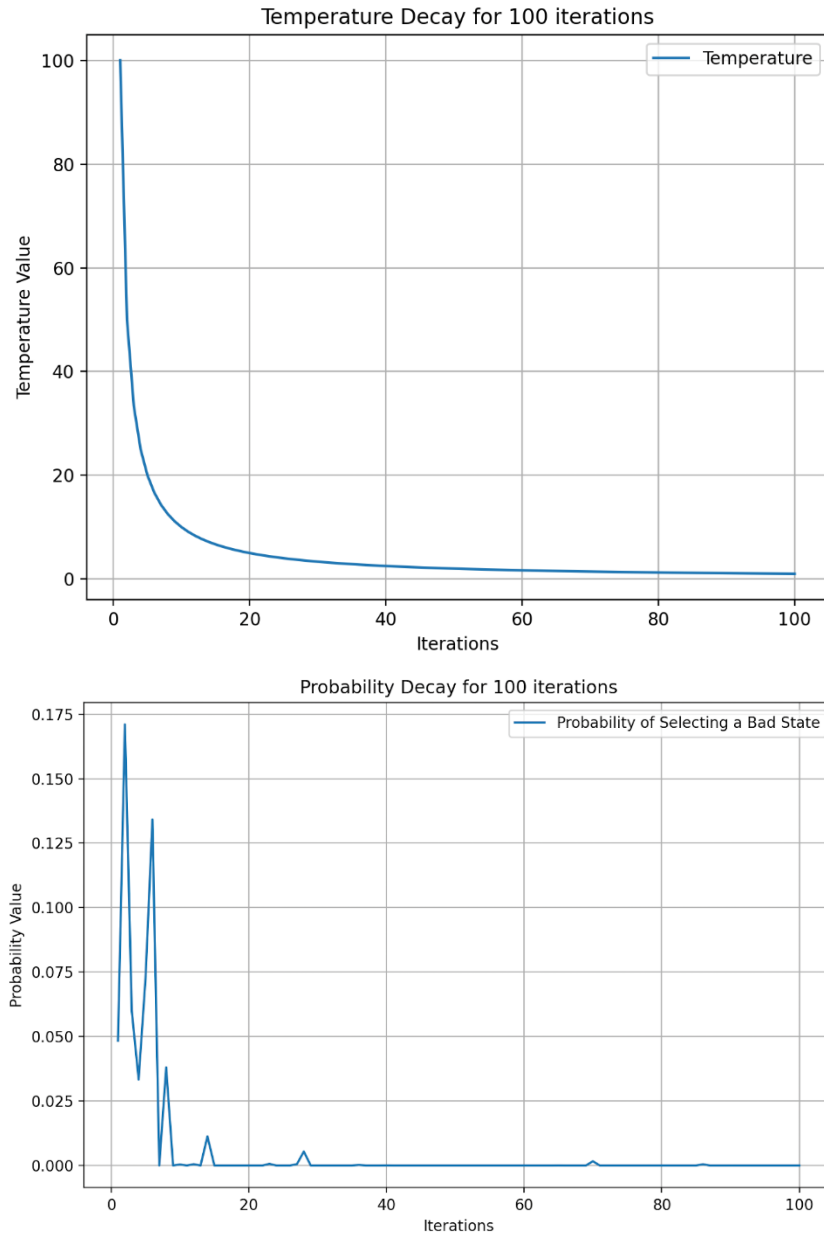 Temperature Decay for 100 iterations
Temperature
100
80
60
40
20
0
Temperature Value
0 20 40 60 80 100
Iterations
Probability Decay for 100 iterations
Probability of Selecting a Bad State
0.175
0.150
0.125
0.100
0.075
0.050
0.025
0.000
Probability Value
0 20 40 60 80 100
Iterations